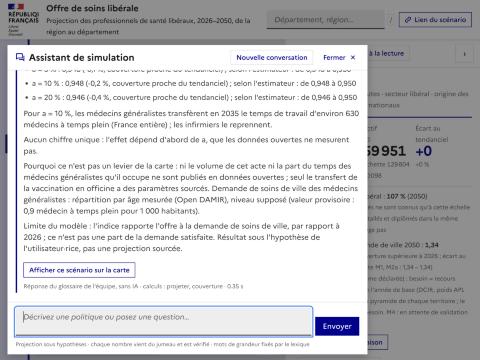 RÉPUBLIQUE
FRANÇAISE
Offre de soins libérale
Projection des professionnels de santé libéraux, 2026–2050, de la
région au département
Département, région...
/
Lien du scénario
Assistant de simulation
Nouvelle conversation
Fermer ×
à la lecture
›
• a = 10 % : 0,948 (-0,2 %, couverture proche du tendanciel) ; selon l'estimateur : de 0,948 à 0,950
• a = 20 % : 0,946 (-0,4 %, couverture proche du tendanciel) ; selon l'estimateur : de 0,946 à 0,950
Pour a = 10 %, les médecins généralistes transfèrent en 2035 le temps de travail d'environ 630
médecins à temps plein (France entière) ; les infirmiers le reprennent.
Aucun chiffre unique : l'effet dépend d'abord de a, que les données ouvertes ne mesurent
pas.
Pourquoi ce n'est pas un levier de la carte : ni le volume de cet acte ni la part du temps des
médecins généralistes qu'il occupe ne sont publiés en données ouvertes ; seul le transfert de
la vaccination en officine a des paramètres sourcés. Demande de soins de ville des médecins
généralistes : répartition par âge mesurée (Open DAMIR), niveau supposé (valeur provisoire :
0,9 médecin à temps plein pour 1 000 habitants).
Limite du modèle : l'indice rapporte l'offre à la demande de soins de ville, par rapport à
2026 ; ce n'est pas une part de la demande satisfaite. Résultat sous l'hypothèse de
l'utilisateur·rice, pas une projection sourcée.
Afficher ce scénario sur la carte
Réponse du glossaire de l'équipe, sans IA · calculs : projeter, couverture · 0.35 s
Décrivez une politique ou posez une question...
Envoyer
Projection sous hypothèses · chaque nombre vient du jumeau et est vérifié · mots de grandeur fixés par le lexique
utes · secteur libéral · origine des
nationaux
Écart au
tendanciel
59 951
+0
+0 %
éral : 107 % (2050)
de ville 2050 : 1,34